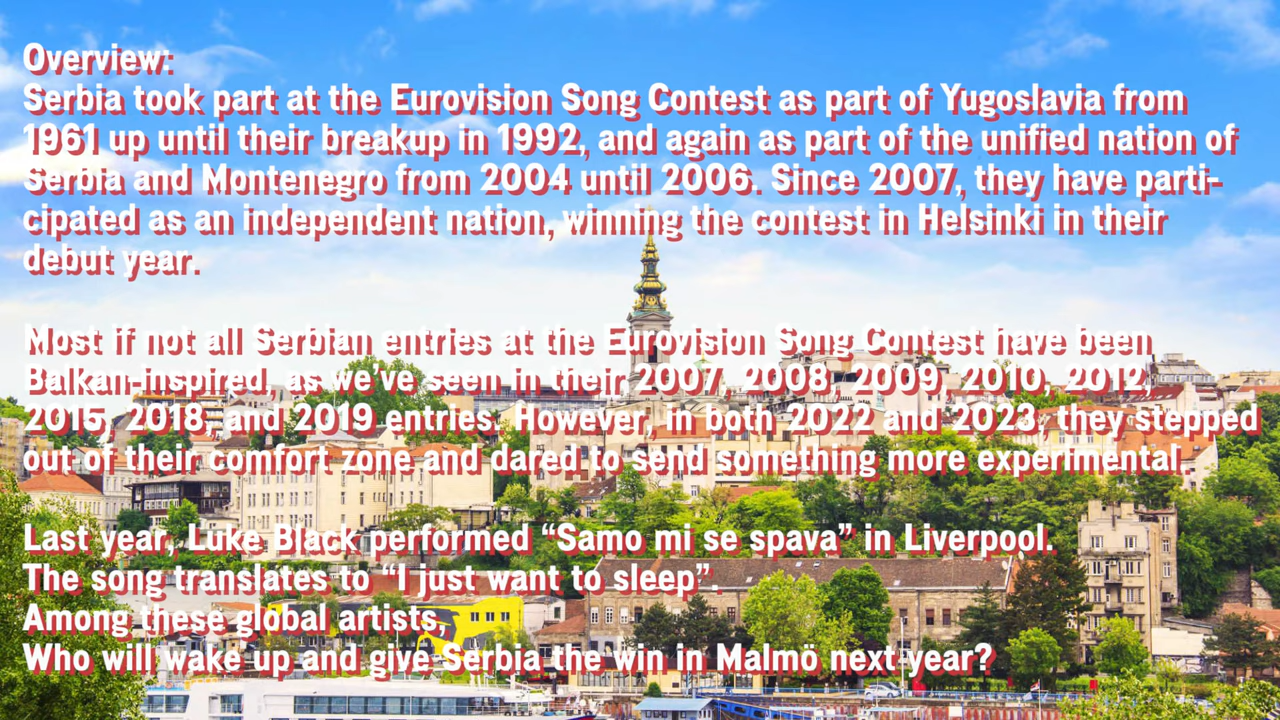 Overview:
Serbia took part at the Eurovision Song Contest as part of Yugoslavia from
1961 up until their breakup in 1992, and again as part of the unified nation of
Serbia and Montenegro from 2004 until 2006. Since 2007, they have parti-
cipated as an independent nation, winning the contest in Helsinki in their
debut year.
Most if not all Serbian entries at the Eurovision Song Contest have been
Balkan-inspired, as we've seen in their 2007, 2008, 2009, 2010, 2012,
2015, 2018, and 2019 entries. However, in both 2022 and 2023, they stepped
out of their comfort zone and dared to send something more experimental.
Last year, Luke Black performed “Samo mi se spava” in Liverpool.
The song translates to “I just want to sleep”.
Among these global artists,
Who will wake up and give Serbia the win in Malmö next year?